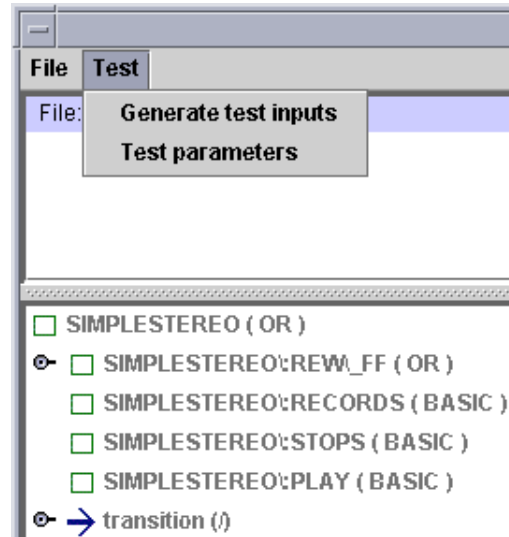 File Test
File:
Generate test inputs
Test parameters
SIMPLESTEREO ( OR )
SIMPLESTEREO\:REW\_FF ( OR )
SIMPLESTEREO\:RECORDS ( BASIC )
SIMPLESTEREO\:STOPS ( BASIC )
SIMPLESTEREO\:PLAY ( BASIC )
transition (/)